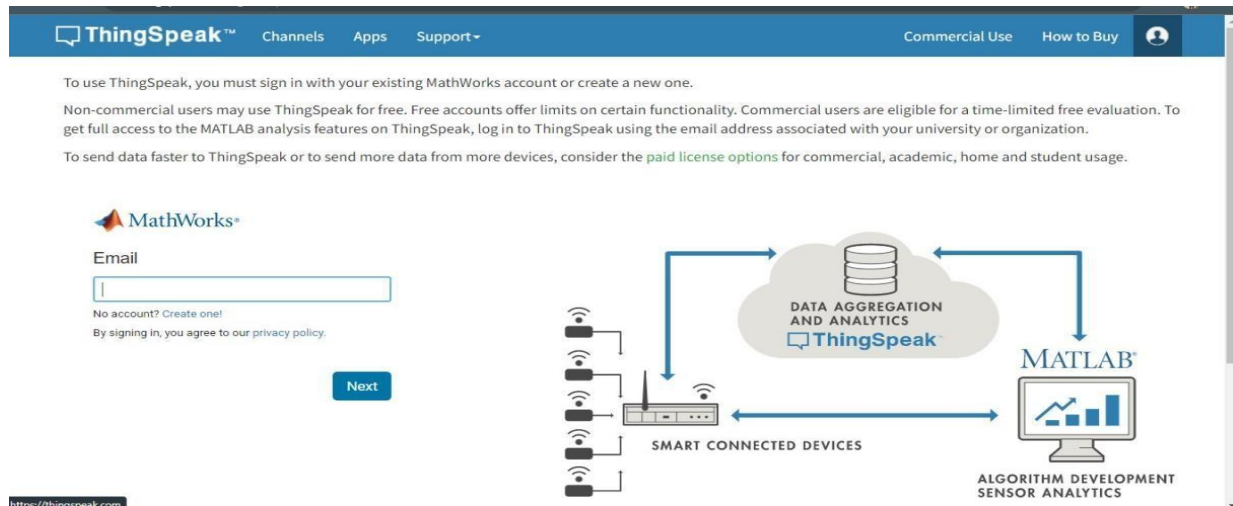 ThingSpeak™ Channels Apps Support Commercial Use How to Buy
To use ThingSpeak, you must sign in with your existing MathWorks account or create a new one.
Non-commercial users may use ThingSpeak for free. Free accounts offer limits on certain functionality. Commercial users are eligible for a time-limited free evaluation. To
get full access to the MATLAB analysis features on ThingSpeak, log in to ThingSpeak using the email address associated with your university or organization.
To send data faster to ThingSpeak or to send more data from more devices, consider the paid license options for commercial, academic, home and student usage.
MathWorks®
Email
No account? Create one!
By signing in, you agree to our privacy policy.
Next
DATA AGGREGATION
AND ANALYTICS
ThingSpeak
MATLAB®
SMART CONNECTED DEVICES
ALGORITHM DEVELOPMENT
SENSOR ANALYTICS
https://thingspeak.com